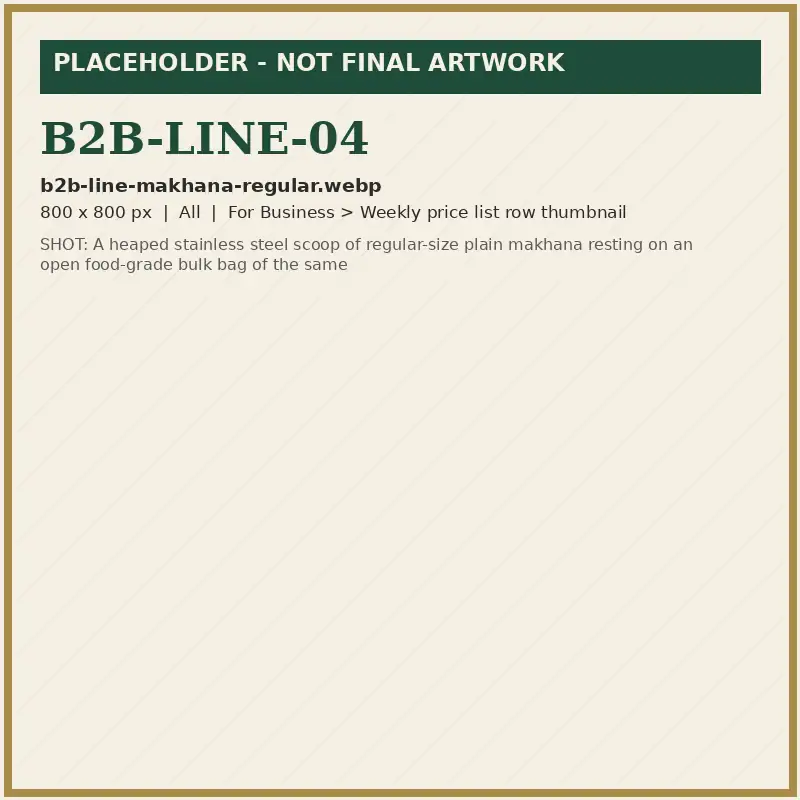 PLACEHOLDER - NOT FINAL ARTWORK
B2B-LINE-04
b2b-line-makhana-regular.webp
800 x 800 px | All | For Business > Weekly price list row thumbnail
SHOT: A heaped stainless steel scoop of regular-size plain makhana resting on an
open food-grade bulk bag of the same